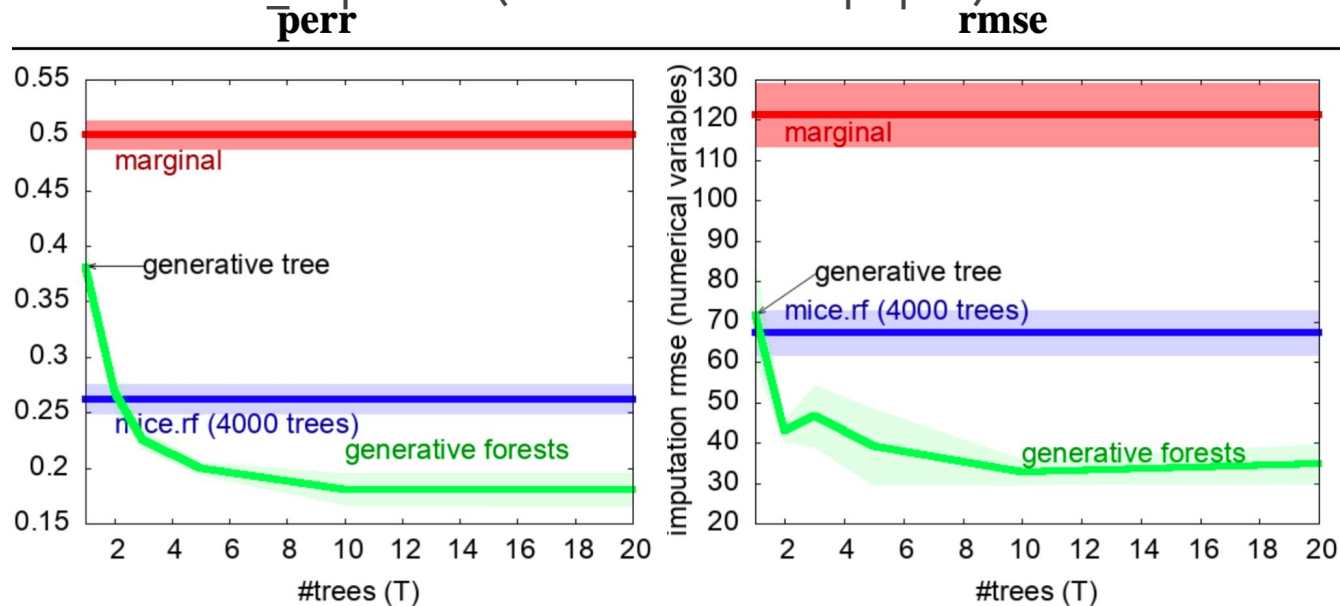 perr
rmse
0.55
0.5
0.45
0.4
0.35
0.3
0.25
0.2
0.15
marginal
generative tree
mice.rf (4000 trees)
generative forests
2 4 6 8 10 12 14 16 18 20
#trees (T)
imputation rmse (numerical variables)
130
120
110
100
90
80
70
60
50
40
30
20
marginal
generative tree
mice.rf (4000 trees)
generative forests
2 4 6 8 10 12 14 16 18 20
#trees (T)